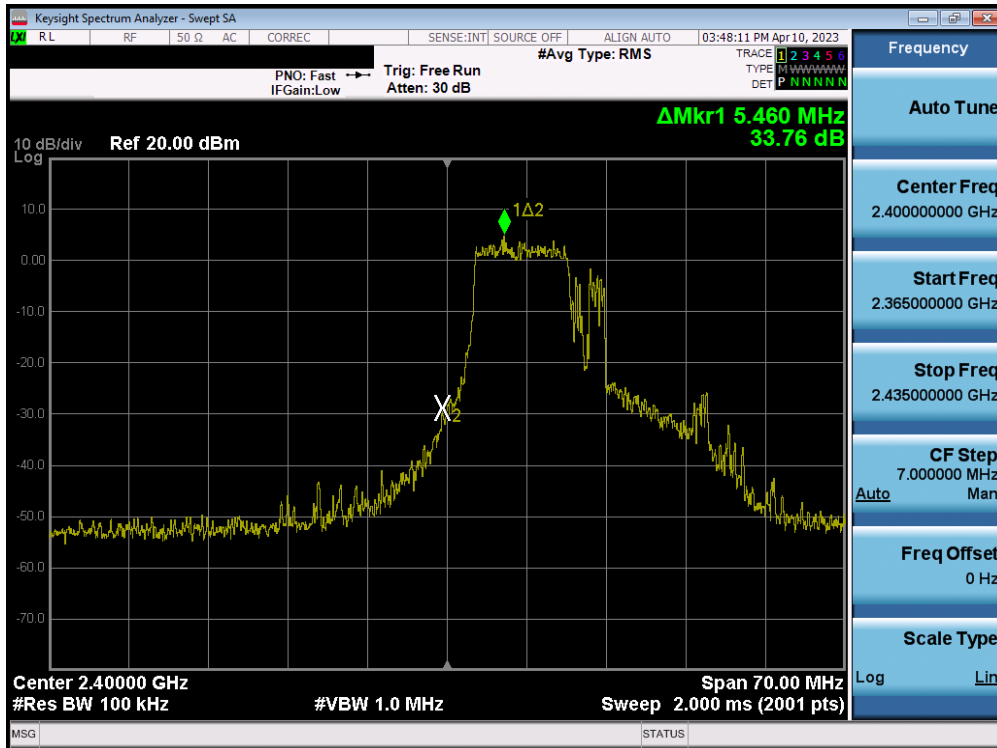 Keysight Spectrum Analyzer - Swept SA
LXI RL RF 50 Ω AC CORREC SENSE:INT SOURCE OFF ALIGN AUTO 03:48:11 PM Apr 10, 2023
Frequency
#Avg Type: RMS
TRACE 1 2 3 4 5 6
PNO: Fast
Trig: Free Run
TYPE M WWWWW
IFGain:Low
Atten: 30 dB
DET P N N N N N
Auto Tune
ΔMkr1 5.460 MHz
33.76 dB
10 dB/div
Log
Ref 20.00 dBm
Center Freq
2.400000000 GHz
10.0
1Δ2
0.00
Start Freq
2.365000000 GHz
-10.0
-20.0
Stop Freq
2.435000000 GHz
-30.0
X2
-40.0
CF Step
7.000000 MHz
Auto Man
-50.0
Freq Offset
0 Hz
-60.0
-70.0
Scale Type
Log Lin
Center 2.40000 GHz
Span 70.00 MHz
#Res BW 100 kHz
#VBW 1.0 MHz
Sweep 2.000 ms (2001 pts)
MSG
STATUS